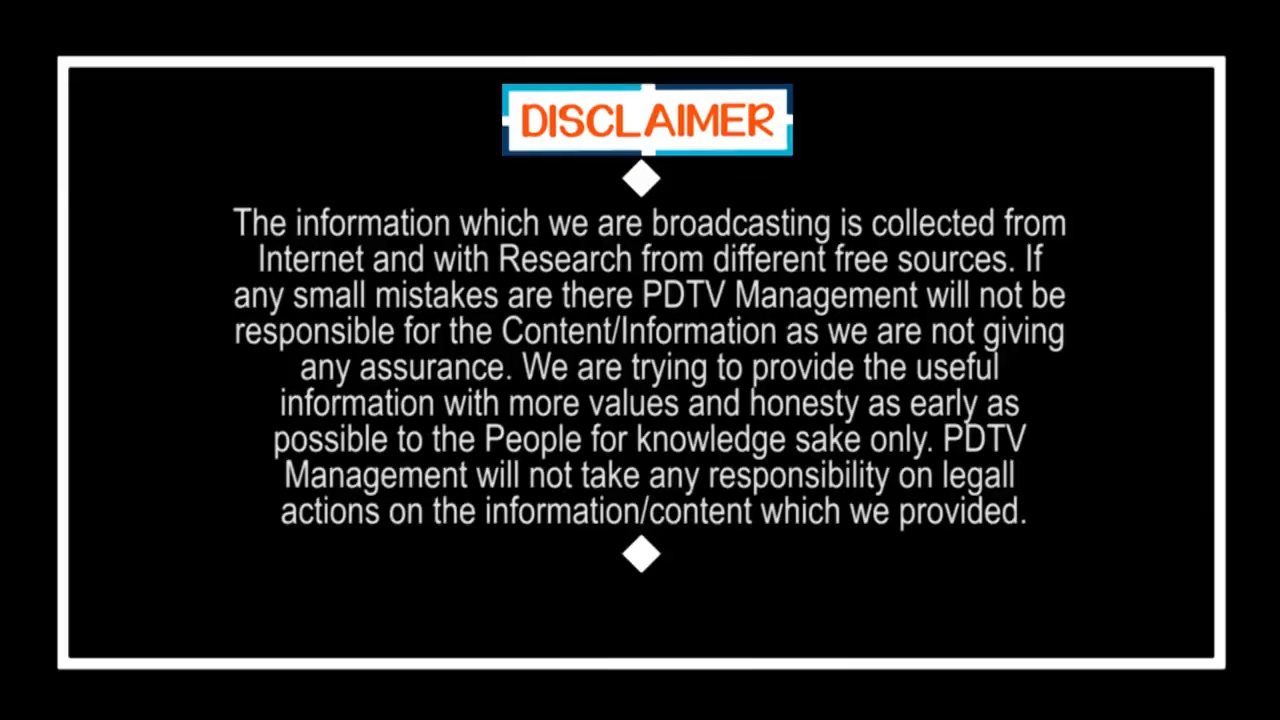 DISCLAIMER
The information which we are broadcasting is collected from
Internet and with Research from different free sources. If
any small mistakes are there PDTV Management will not be
responsible for the Content/Information as we are not giving
any assurance. We are trying to provide the useful
information with more values and honesty as early as
possible to the People for knowledge sake only. PDTV
Management will not take any responsibility on legall
actions on the information/content which we provided.